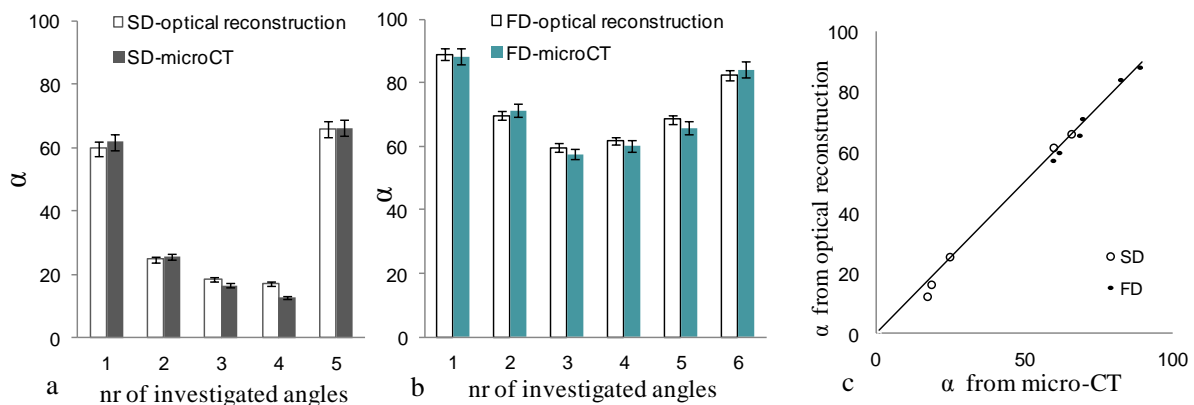 100
80
60
40
20
0
α
SD-optical reconstruction
SD-microCT
1 2 3 4 5
nr of investigated angles
a
100
80
60
40
20
0
α
FD-optical reconstruction
FD-microCT
1 2 3 4 5 6
nr of investigated angles
b
α from optical reconstruction
100
80
60
40
20
0
SD
FD
0 50 100
α from micro-CT
c